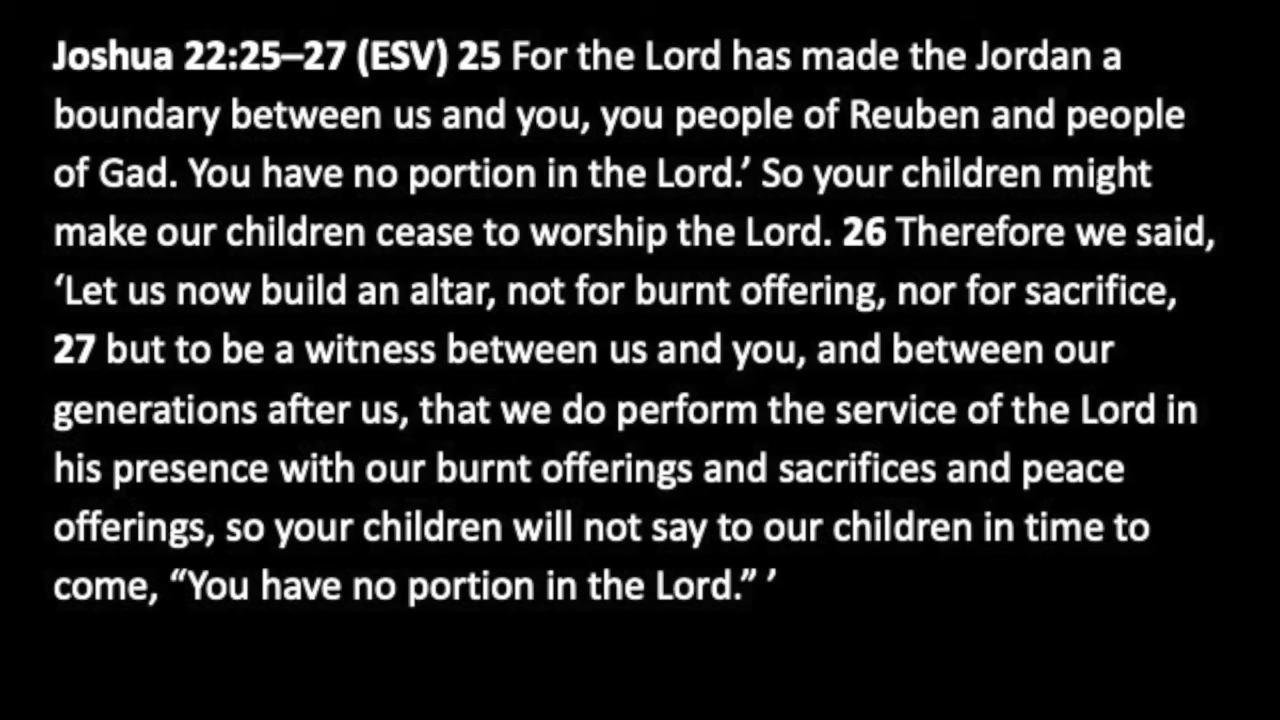 Joshua 22:25–27 (ESV) 25 For the Lord has made the Jordan a
boundary between us and you, you people of Reuben and people
of Gad. You have no portion in the Lord.’ So your children might
make our children cease to worship the Lord. 26 Therefore we said,
‘Let us now build an altar, not for burnt offering, nor for sacrifice,
27 but to be a witness between us and you, and between our
generations after us, that we do perform the service of the Lord in
his presence with our burnt offerings and sacrifices and peace
offerings, so your children will not say to our children in time to
come, “You have no portion in the Lord.” ’